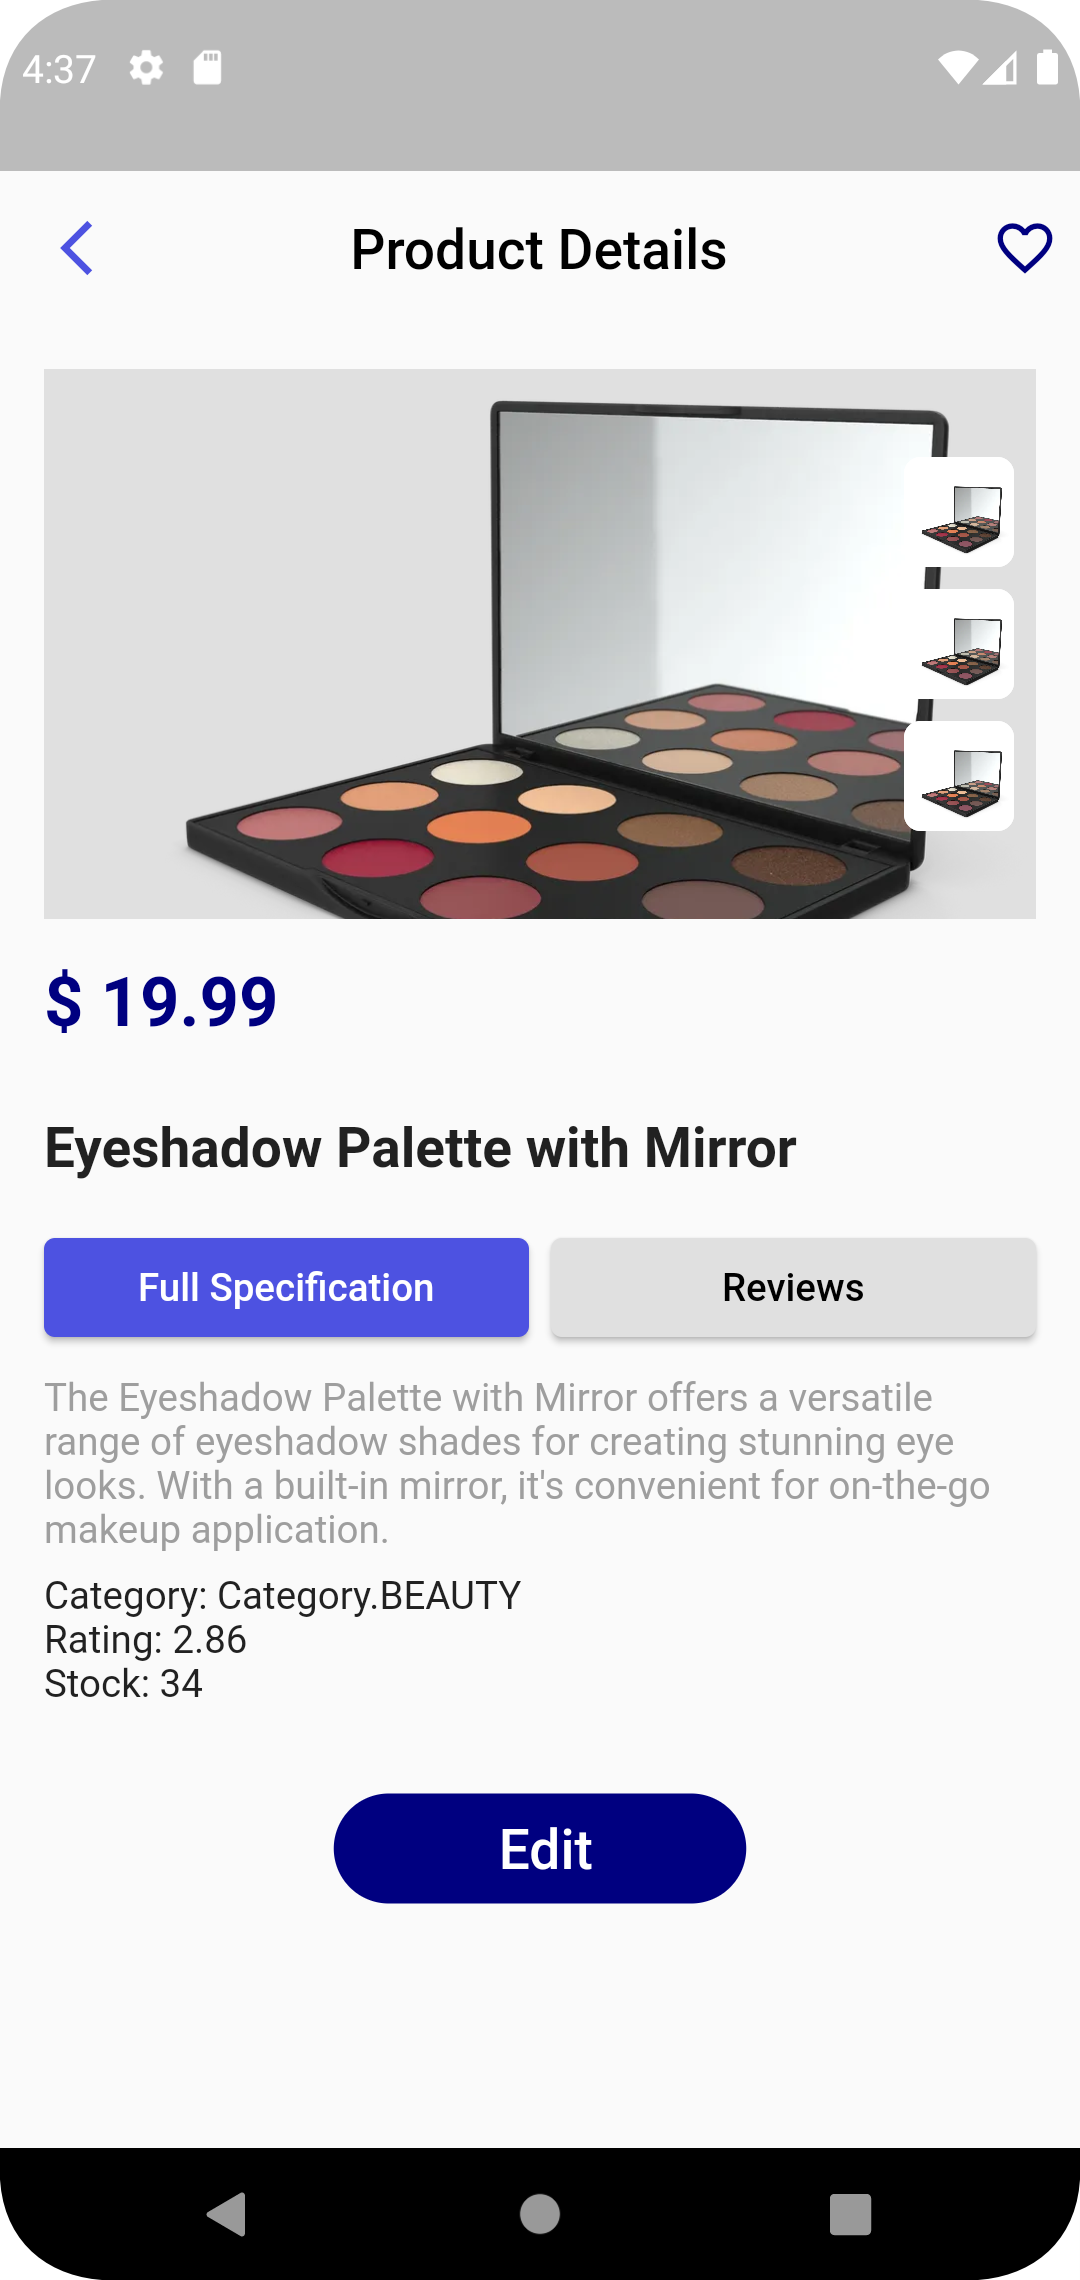 4:37
Product Details
$ 19.99
Eyeshadow Palette with Mirror
Full Specification
Reviews
The Eyeshadow Palette with Mirror offers a versatile
range of eyeshadow shades for creating stunning eye
looks. With a built-in mirror, it's convenient for on-the-go
makeup application.
Category: Category.BEAUTY
Rating: 2.86
Stock: 34
Edit